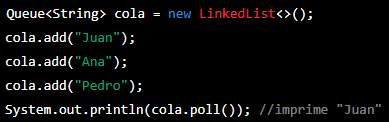 Queue<String> cola = new LinkedList<>();
cola.add("Juan");
cola.add("Ana");
cola.add("Pedro");
System.out.println(cola.poll()); //imprime "Juan"